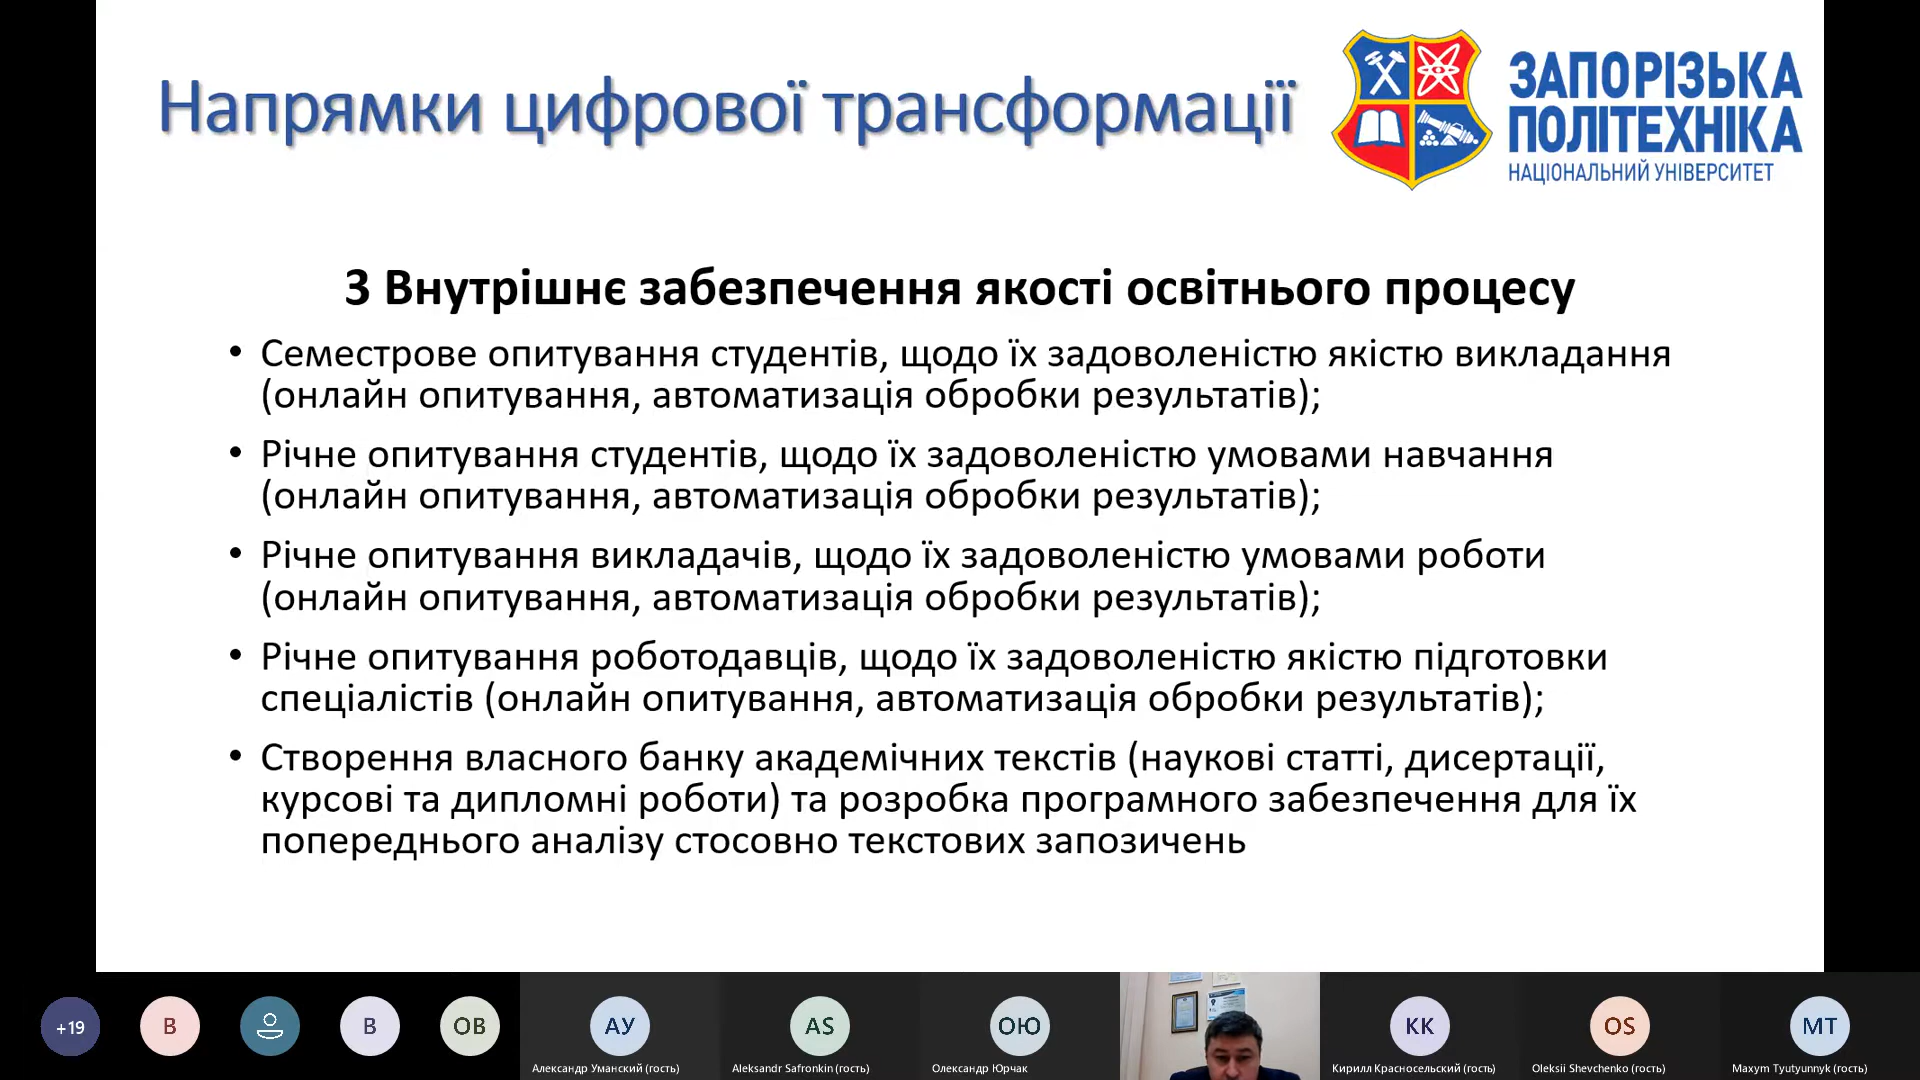 Напрямки цифрової трансформації
ЗАПОРІЗЬКА
ПОЛІТЕХНІКА
НАЦІОНАЛЬНИЙ УНІВЕРСИТЕТ
3 Внутрішнє забезпечення якості освітнього процесу
• Семестрове опитування студентів, щодо їх задоволеністю якістю викладання
(онлайн опитування, автоматизація обробки результатів);
• Річне опитування студентів, щодо їх задоволеністю умовами навчання
(онлайн опитування, автоматизація обробки результатів);
• Річне опитування викладачів, щодо їх задоволеністю умовами роботи
(онлайн опитування, автоматизація обробки результатів);
• Річне опитування роботодавців, щодо їх задоволеністю якістю підготовки
спеціалістів (онлайн опитування, автоматизація обробки результатів);
• Створення власного банку академічних текстів (наукові статті, дисертації,
курсові та дипломні роботи) та розробка програмного забезпечення для їх
попереднього аналізу стосовно текстових запозичень
+19
В
В
ОВ
АУ
AS
ОЮ
КК
OS
MT
Александр Уманский (гость)
Aleksandr Safronkin (гость)
Олександр Юрчак
Кирилл Красносельский (гость)
Oleksii Shevchenko (гость)
Maxym Tyutyunnyk (гость)